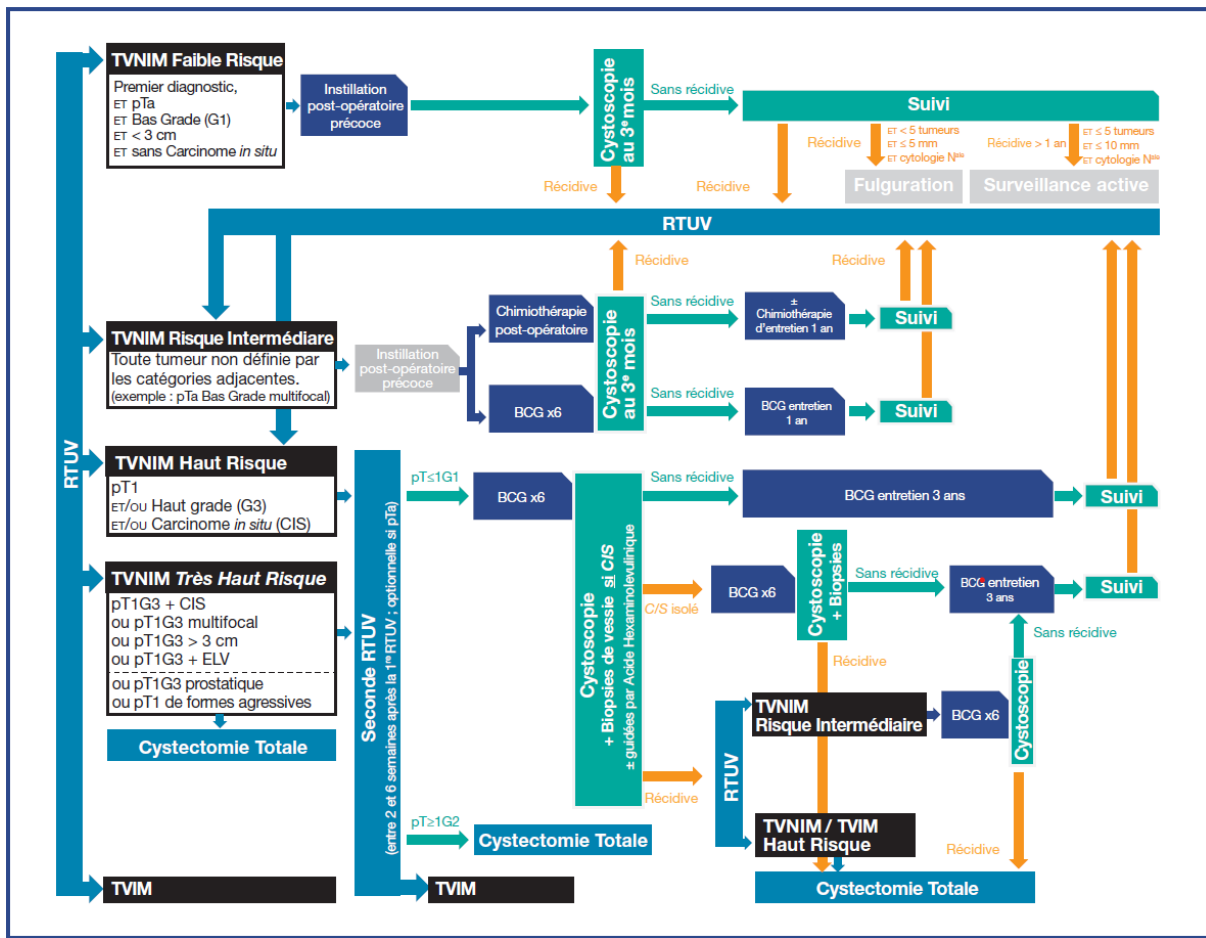 TVNIM Faible Risque
Premier diagnostic,
ET pTa
ET Bas Grade (G1)
ET < 3 cm
ET sans Carcinome in situ
Instillation
post-opératoire
précoce
Cystoscopie
au 3e mois
Sans récidive
Suivi
Récidive
Récidive
Récidive
ET < 5 tumeurs
ET ≤ 5 mm
ET cytologie Nale
Récidive > 1 an
ET ≤ 5 tumeurs
ET ≤ 10 mm
ET cytologie Nale
Fulguration
Surveillance active
RTUV
RTUV
TVNIM Risque Intermédiare
Toute tumeur non définie par
les catégories adjacentes.
(exemple : pTa Bas Grade multifocal)
Instillation
post-opératoire
précoce
Chimiothérapie
post-opératoire
BCG x6
Récidive
Cystoscopie
au 3e mois
Sans récidive
±
Chimiothérapie
d'entretien 1 an
Suivi
Récidive
Sans récidive
BCG entretien
1 an
Suivi
TVNIM Haut Risque
pT1
ET/OU Haut grade (G3)
ET/OU Carcinome in situ (CIS)
TVNIM Très Haut Risque
pT1G3 + CIS
ou pT1G3 multifocal
ou pT1G3 > 3 cm
ou pT1G3 + ELV
ou pT1G3 prostatique
ou pT1 de formes agressives
Cystectomie Totale
TVIM
Seconde RTUV
(entre 2 et 6 semaines après la 1re RTUV ; optionnelle si pTa)
pT≤1G1
BCG x6
Cystoscopie
+ Biopsies de vessie si CIS
± guidées par Acide Hexaminolevulinique
Sans récidive
BCG entretien 3 ans
Suivi
CIS isolé
BCG x6
Cystoscopie
+ Biopsies
Sans récidive
BCG entretien
3 ans
Suivi
Sans récidive
Récidive
Récidive
RTUV
TVNIM
Risque Intermédiaire
BCG x6
Cystoscopie
TVNIM / TVIM
Haut Risque
Récidive
Cystectomie Totale
pT≥1G2
Cystectomie Totale
TVIM